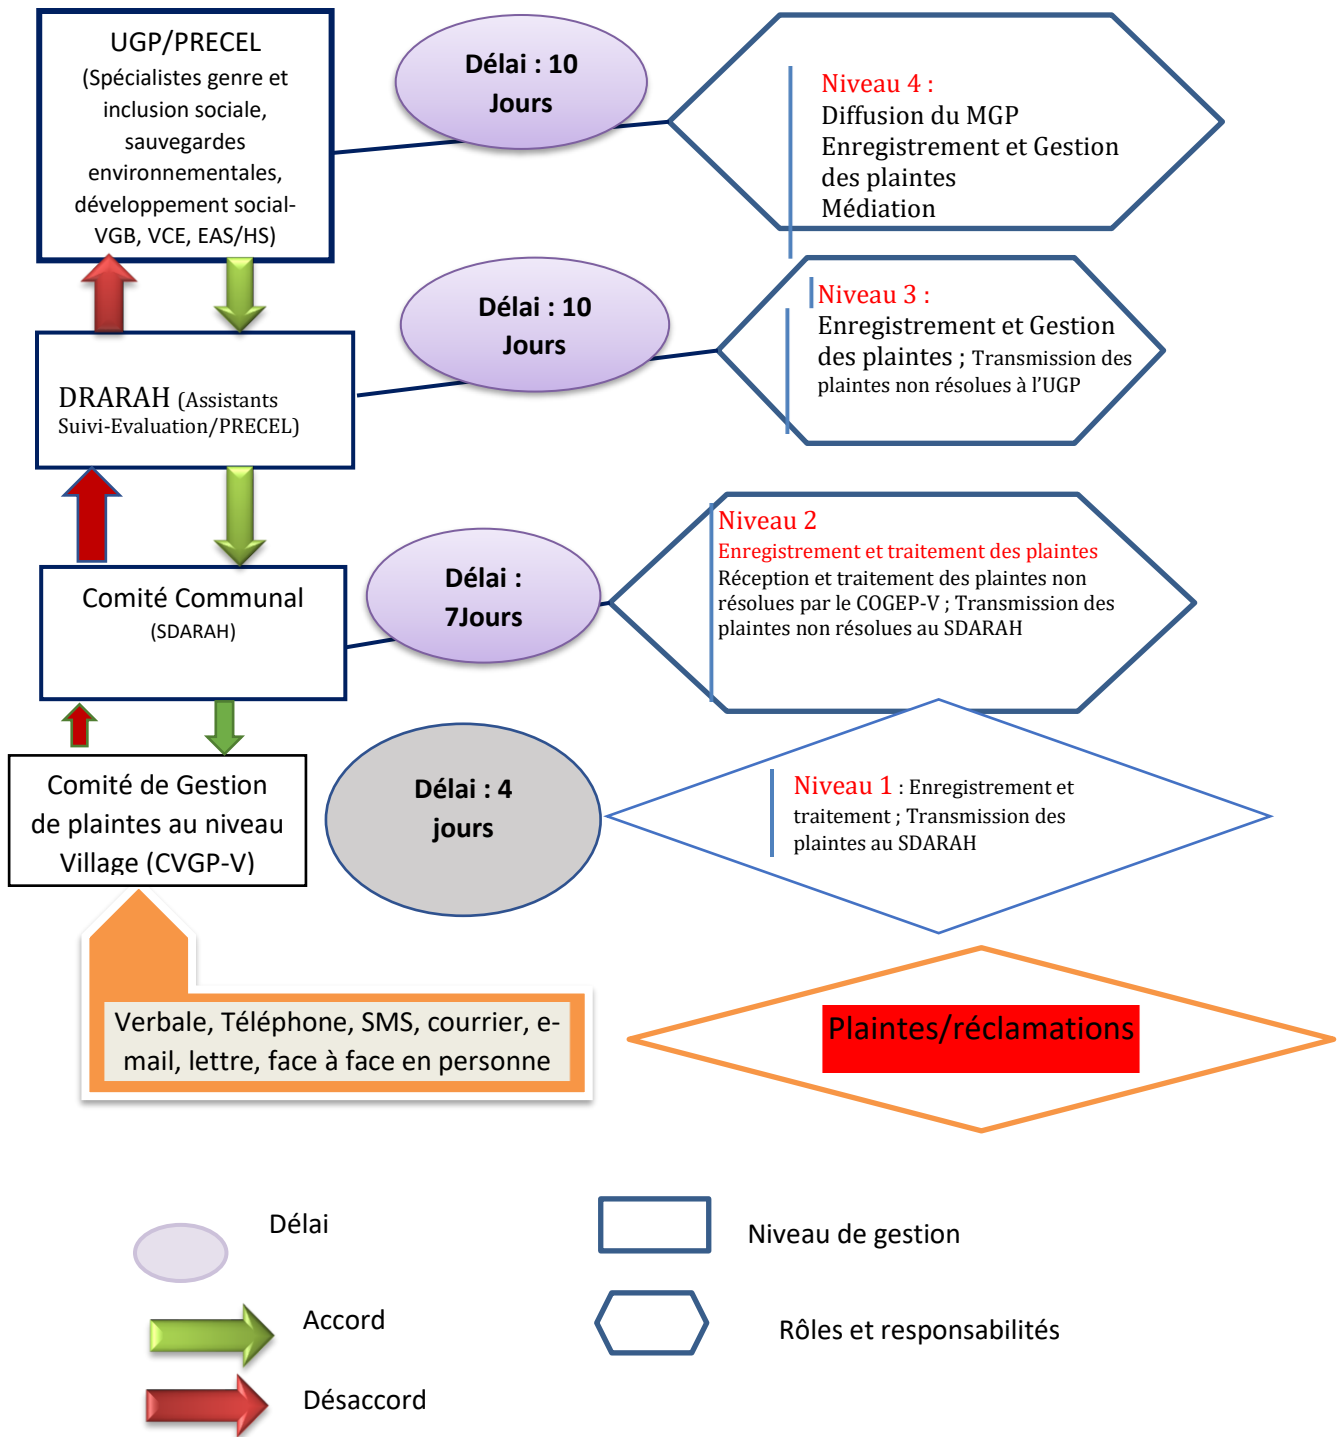 UGP/PRECEL
(Spécialistes genre et
inclusion sociale,
sauvegardes
environnementales,
développement social-
VGB, VCE, EAS/HS)
Délai : 10
Jours
Niveau 4 :
Diffusion du MGP
Enregistrement et Gestion
des plaintes
Médiation
DRARAH (Assistants
Suivi-Evaluation/PRECEL)
Délai : 10
Jours
Niveau 3 :
Enregistrement et Gestion
des plaintes ; Transmission des
plaintes non résolues à l’UGP
Comité Communal
(SDARAH)
Délai :
7Jours
Niveau 2
Enregistrement et traitement des plaintes
Réception et traitement des plaintes non
résolues par le COGEP-V ; Transmission des
plaintes non résolues au SDARAH
Comité de Gestion
de plaintes au niveau
Village (CVGP-V)
Délai : 4
jours
Niveau 1 : Enregistrement et
traitement ; Transmission des
plaintes au SDARAH
Verbale, Téléphone, SMS, courrier, e-
mail, lettre, face à face en personne
Plaintes/réclamations
Délai
Niveau de gestion
Accord
Rôles et responsabilités
Désaccord